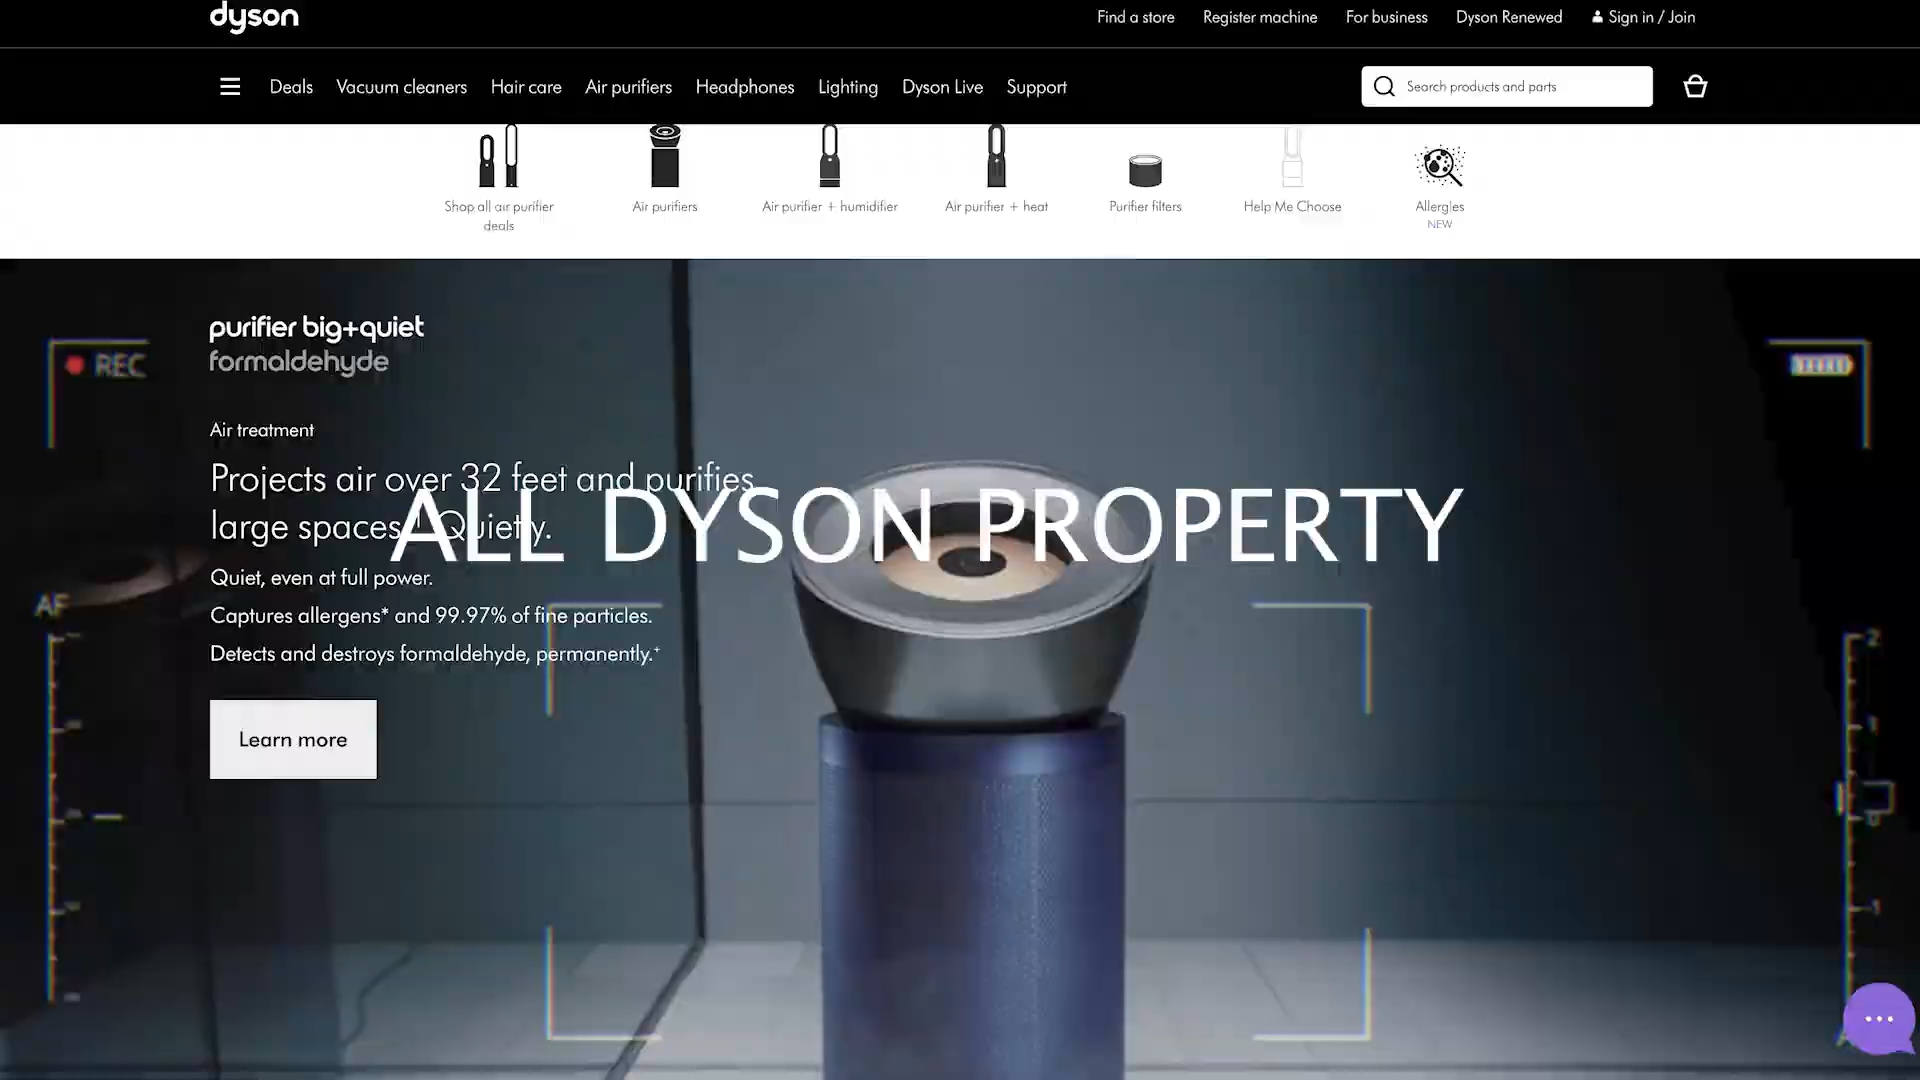 dyson
Find a store
Register machine
For business
Dyson Renewed
Sign in / Join
Deals
Vacuum cleaners
Hair care
Air purifiers
Headphones
Lighting
Dyson Live
Support
Search products and parts
Shop all air purifier
deals
Air purifiers
Air purifier + humidifier
Air purifier + heat
Purifier filters
Help Me Choose
Allergies
NEW
purifier big+quiet
formaldehyde
REC
Air treatment
Projects air over 32 feet and purifies
large spaces. Quietly.
ALL DYSON PROPERTY
Quiet, even at full power.
Captures allergens* and 99.97% of fine particles.
Detects and destroys formaldehyde, permanently.⁺
Learn more
AF
2
1
0
1